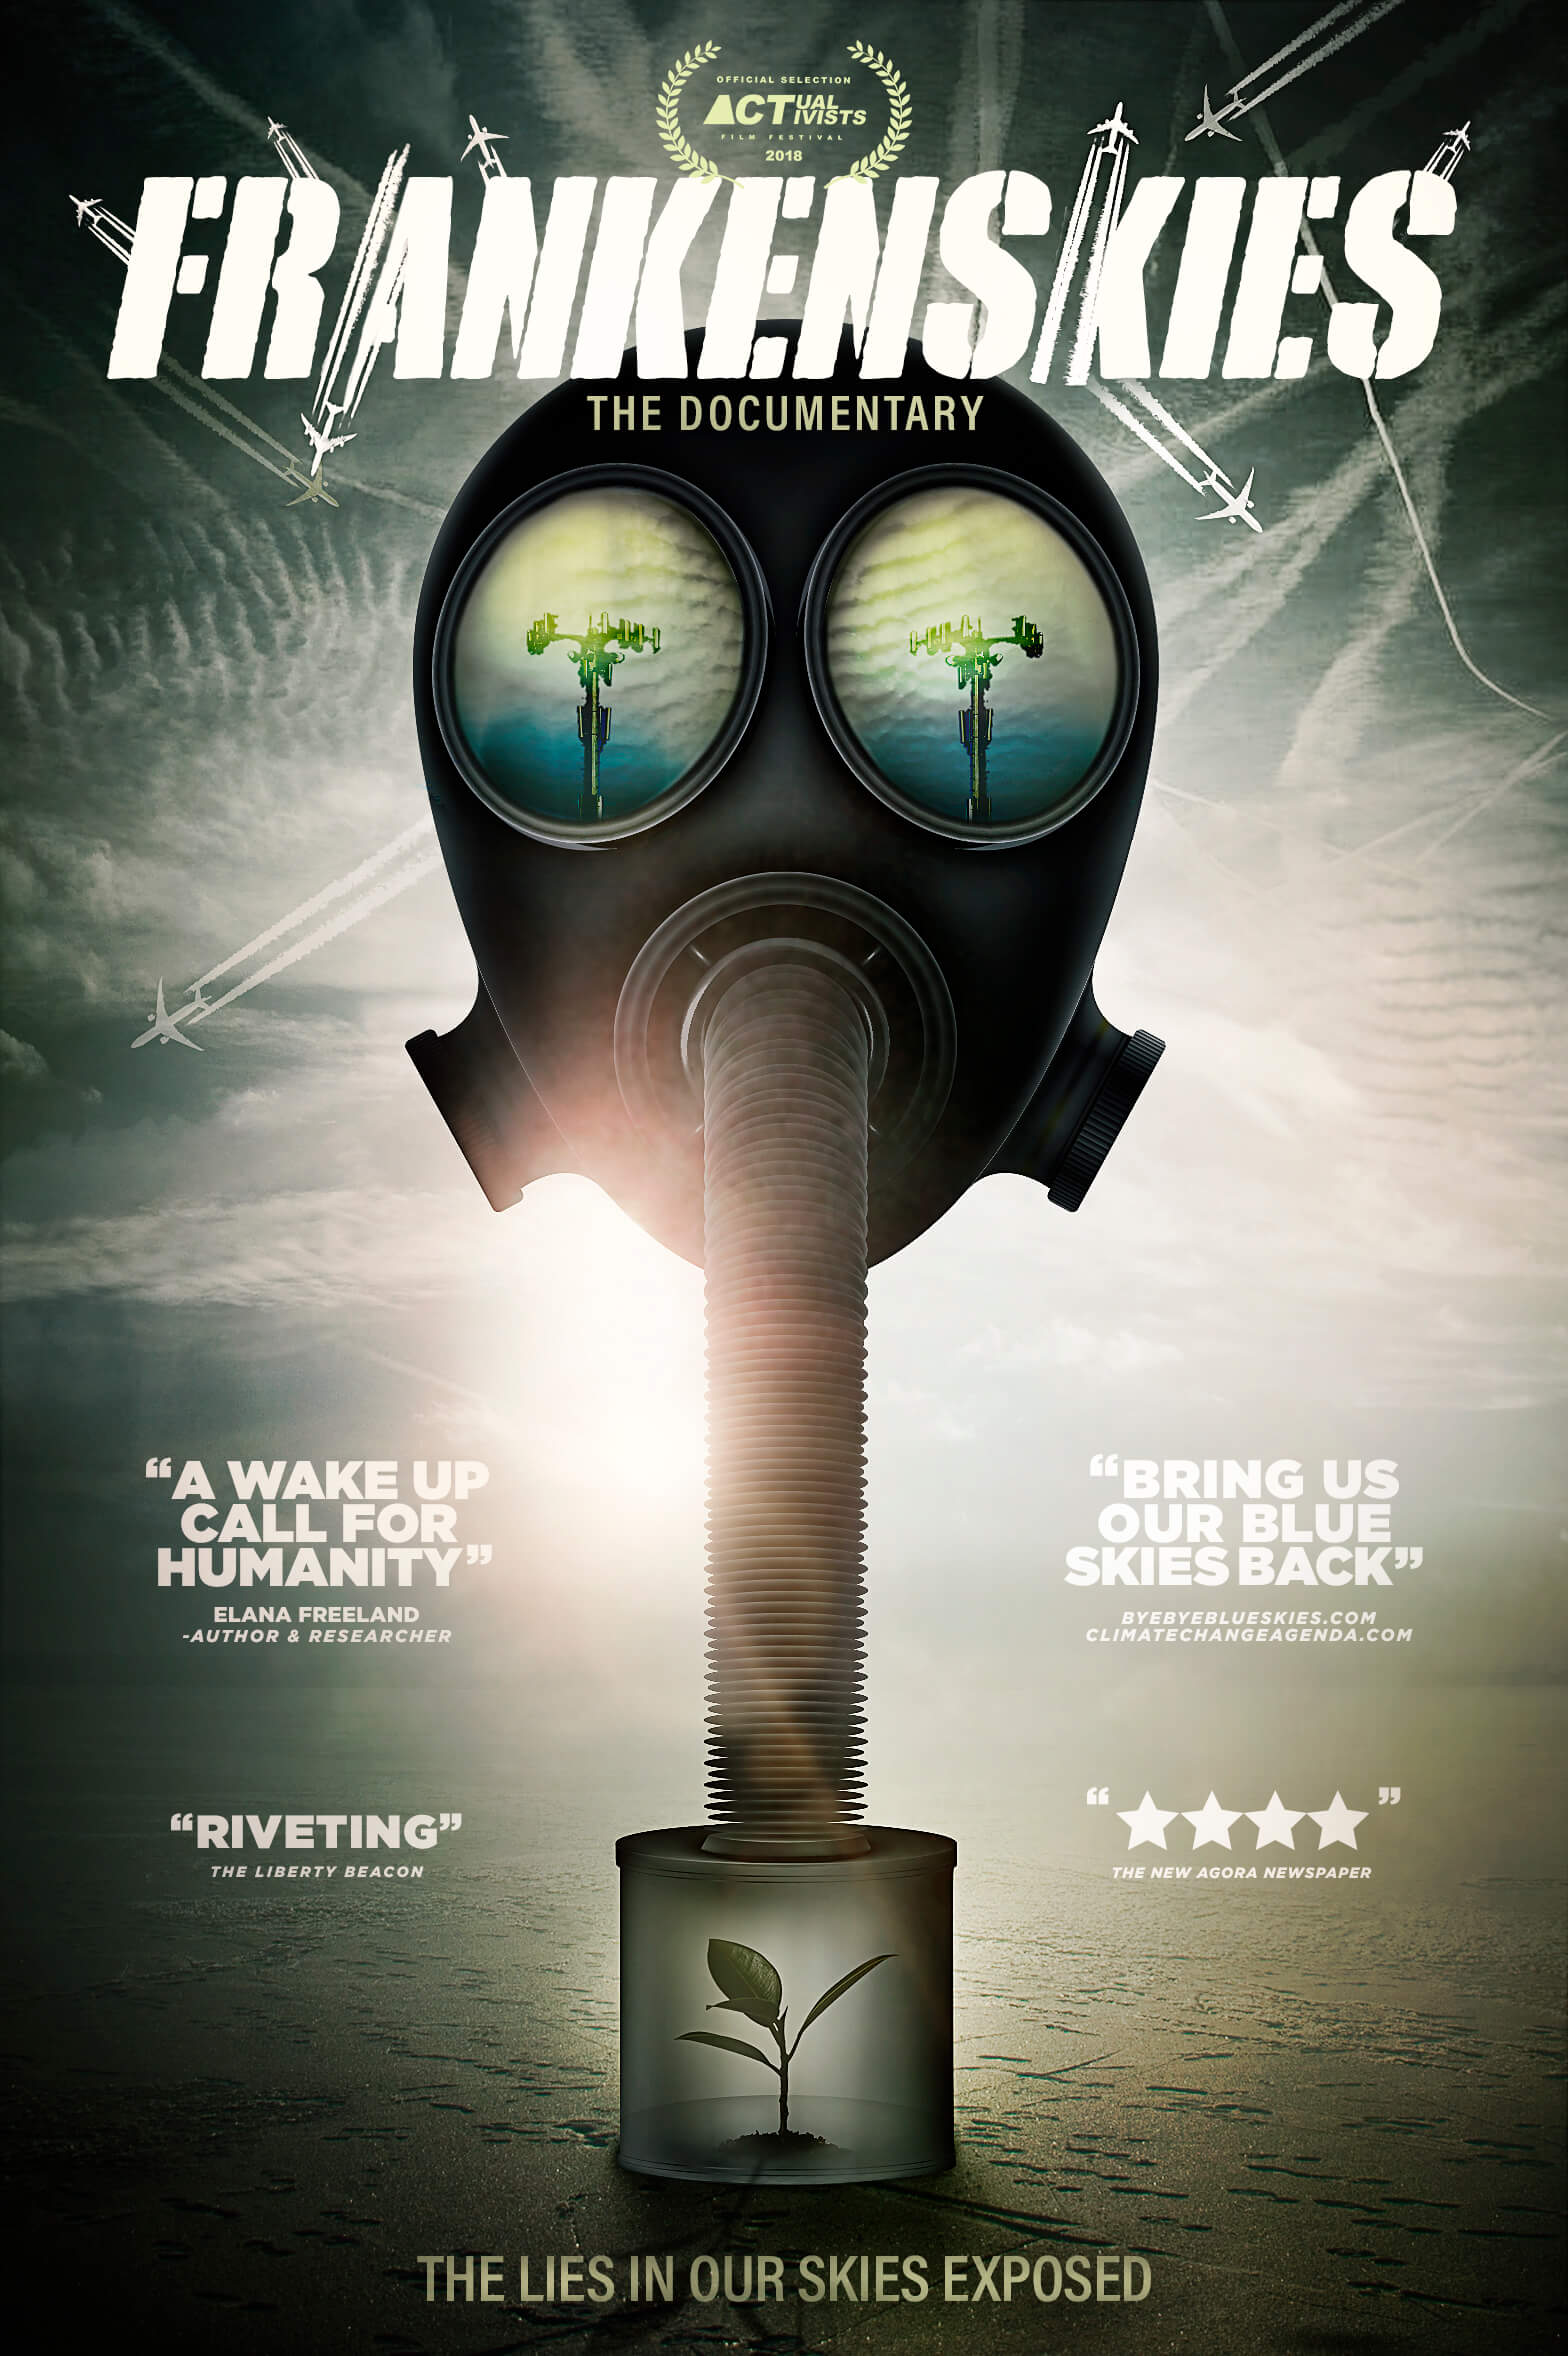 OFFICIAL SELECTION
ACTUAL
IVISTS
FILM FESTIVAL
2018
FRANKENSKIES
THE DOCUMENTARY
“A WAKE UP
CALL FOR
HUMANITY”
ELANA FREELAND
-AUTHOR & RESEARCHER
“BRING US
OUR BLUE
SKIES BACK”
BYEBYEBLUESKIES.COM
CLIMATECHANGEAGENDA.COM
“RIVETING”
THE LIBERTY BEACON
“★★★★”
THE NEW AGORA NEWSPAPER
THE LIES IN OUR SKIES EXPOSED